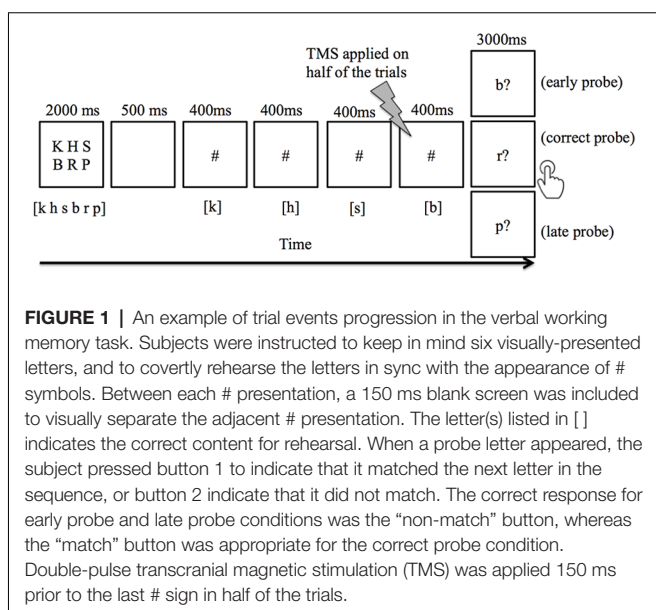 3000ms
TMS applied on
half of the trials
b?
(early probe)
2000 ms
500 ms
400ms
400ms
400ms
400ms
K H S
B R P
#
#
#
#
r?
(correct probe)
[k h s b r p]
[k]
[h]
[s]
[b]
p?
(late probe)
Time
FIGURE 1 | An example of trial events progression in the verbal working
memory task. Subjects were instructed to keep in mind six visually-presented
letters, and to covertly rehearse the letters in sync with the appearance of #
symbols. Between each # presentation, a 150 ms blank screen was included
to visually separate the adjacent # presentation. The letter(s) listed in [ ]
indicates the correct content for rehearsal. When a probe letter appeared, the
subject pressed button 1 to indicate that it matched the next letter in the
sequence, or button 2 indicate that it did not match. The correct response for
early probe and late probe conditions was the “non-match” button, whereas
the “match” button was appropriate for the correct probe condition.
Double-pulse transcranial magnetic stimulation (TMS) was applied 150 ms
prior to the last # sign in half of the trials.